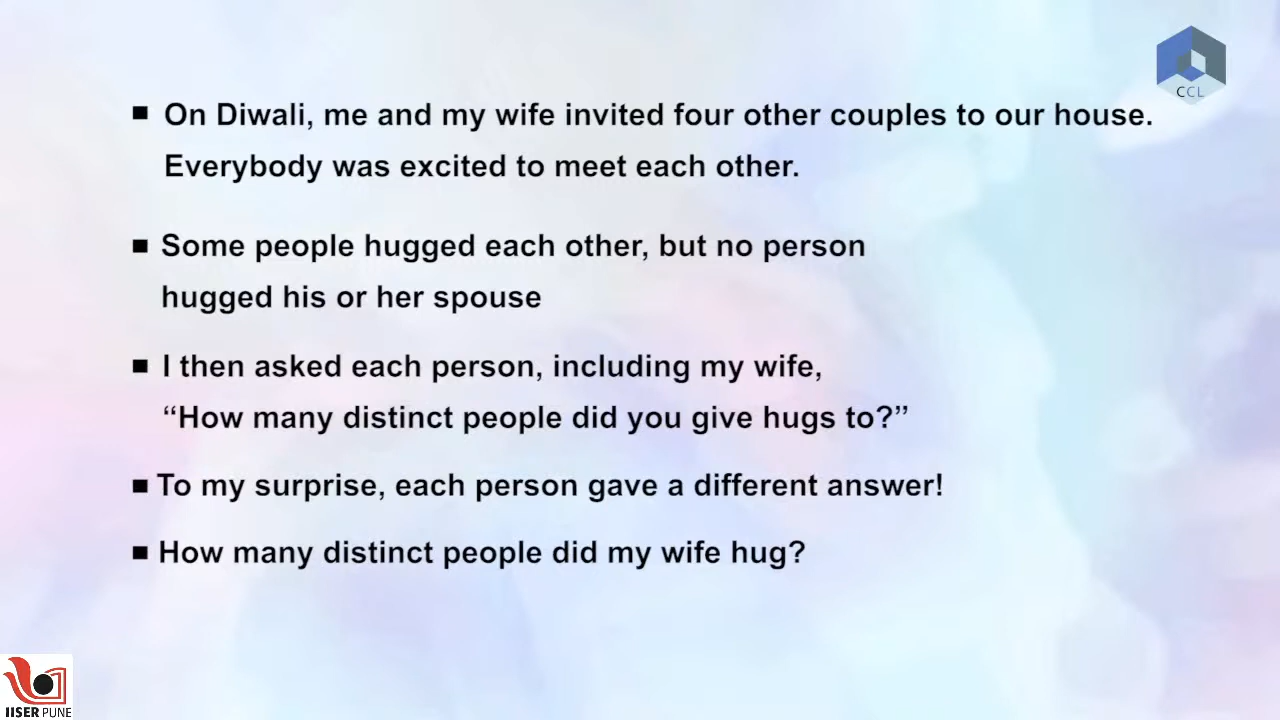 CCL
On Diwali, me and my wife invited four other couples to our house.
Everybody was excited to meet each other.
Some people hugged each other, but no person
hugged his or her spouse
I then asked each person, including my wife,
“How many distinct people did you give hugs to?”
To my surprise, each person gave a different answer!
How many distinct people did my wife hug?
IISER PUNE